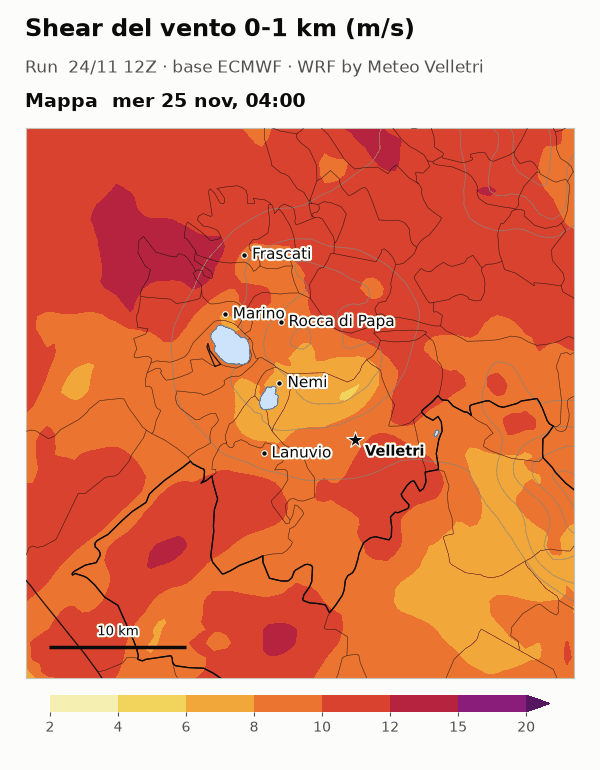 Shear del vento 0-1 km (m/s)
Run  24/11 12Z · base ECMWF · WRF by Meteo Velletri
Mappa  mer 25 nov, 04:00
Frascati
Marino
Rocca di Papa
Nemi
Velletri
Lanuvio
10 km
2 4 6 8 10 12 15 20